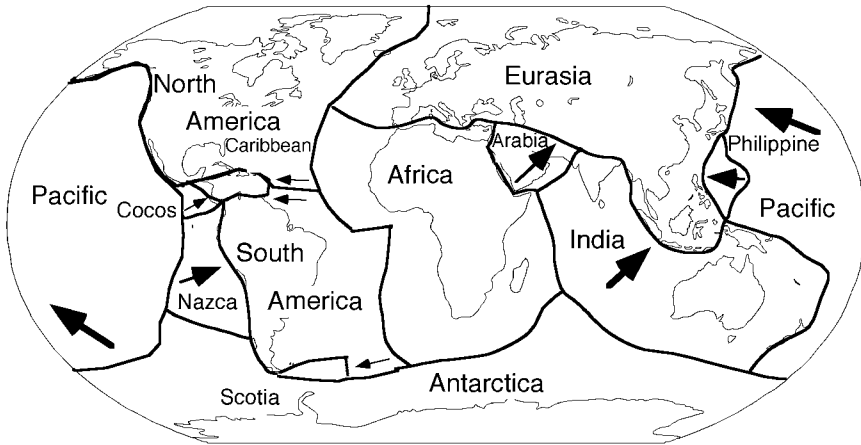 North
America
Caribbean
Eurasia
Arabia
Philippine
Africa
Pacific
Cocos
Pacific
India
South
Nazca
America
Antarctica
Scotia